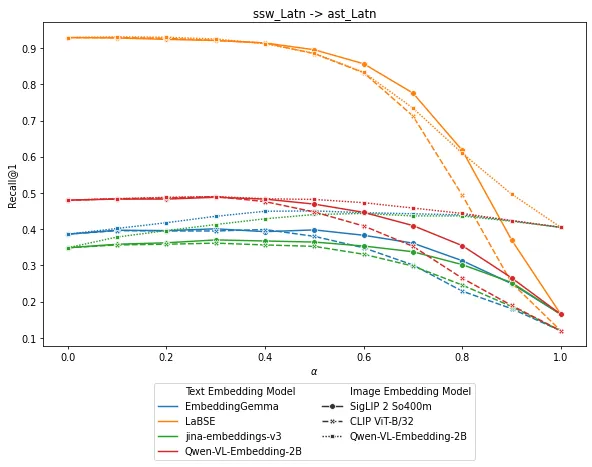 ssw_Latn -> ast_Latn
Recall@1
0.9
0.8
0.7
0.6
0.5
0.4
0.3
0.2
0.1
0.0 0.2 0.4 0.6 0.8 1.0
α
Text Embedding Model Image Embedding Model
EmbeddingGemma SigLIP 2 So400m
LaBSE CLIP ViT-B/32
jina-embeddings-v3 Qwen-VL-Embedding-2B
Qwen-VL-Embedding-2B